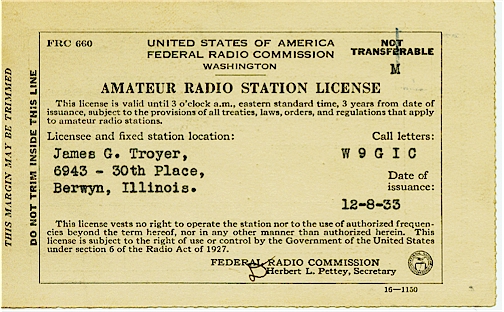 FRC 660
UNITED STATES OF AMERICA
FEDERAL RADIO COMMISSION
WASHINGTON
NOT
TRANSFERABLE
M
AMATEUR RADIO STATION LICENSE
This license is valid until 3 o'clock a.m., eastern standard time, 3 years from date of
issuance, subject to the provisions of all treaties, laws, orders, and regulations that apply
to amateur radio stations.
Licensee and fixed station location:
Call letters:
James G. Troyer,
W 9 G I C
6943 - 30th Place,
Berwyn, Illinois.
Date of
issuance:
12-8-33
This license vests no right to operate the station nor to the use of authorized frequen-
cies beyond the term hereof, nor in any other manner than authorized herein. This
license is subject to the right of use or control by the Government of the United States
under section 6 of the Radio Act of 1927.
FEDERAL RADIO COMMISSION
Herbert L. Pettey, Secretary
16—1150
THIS MARGIN MAY BE TRIMMED
DO NOT TRIM INSIDE THIS LINE